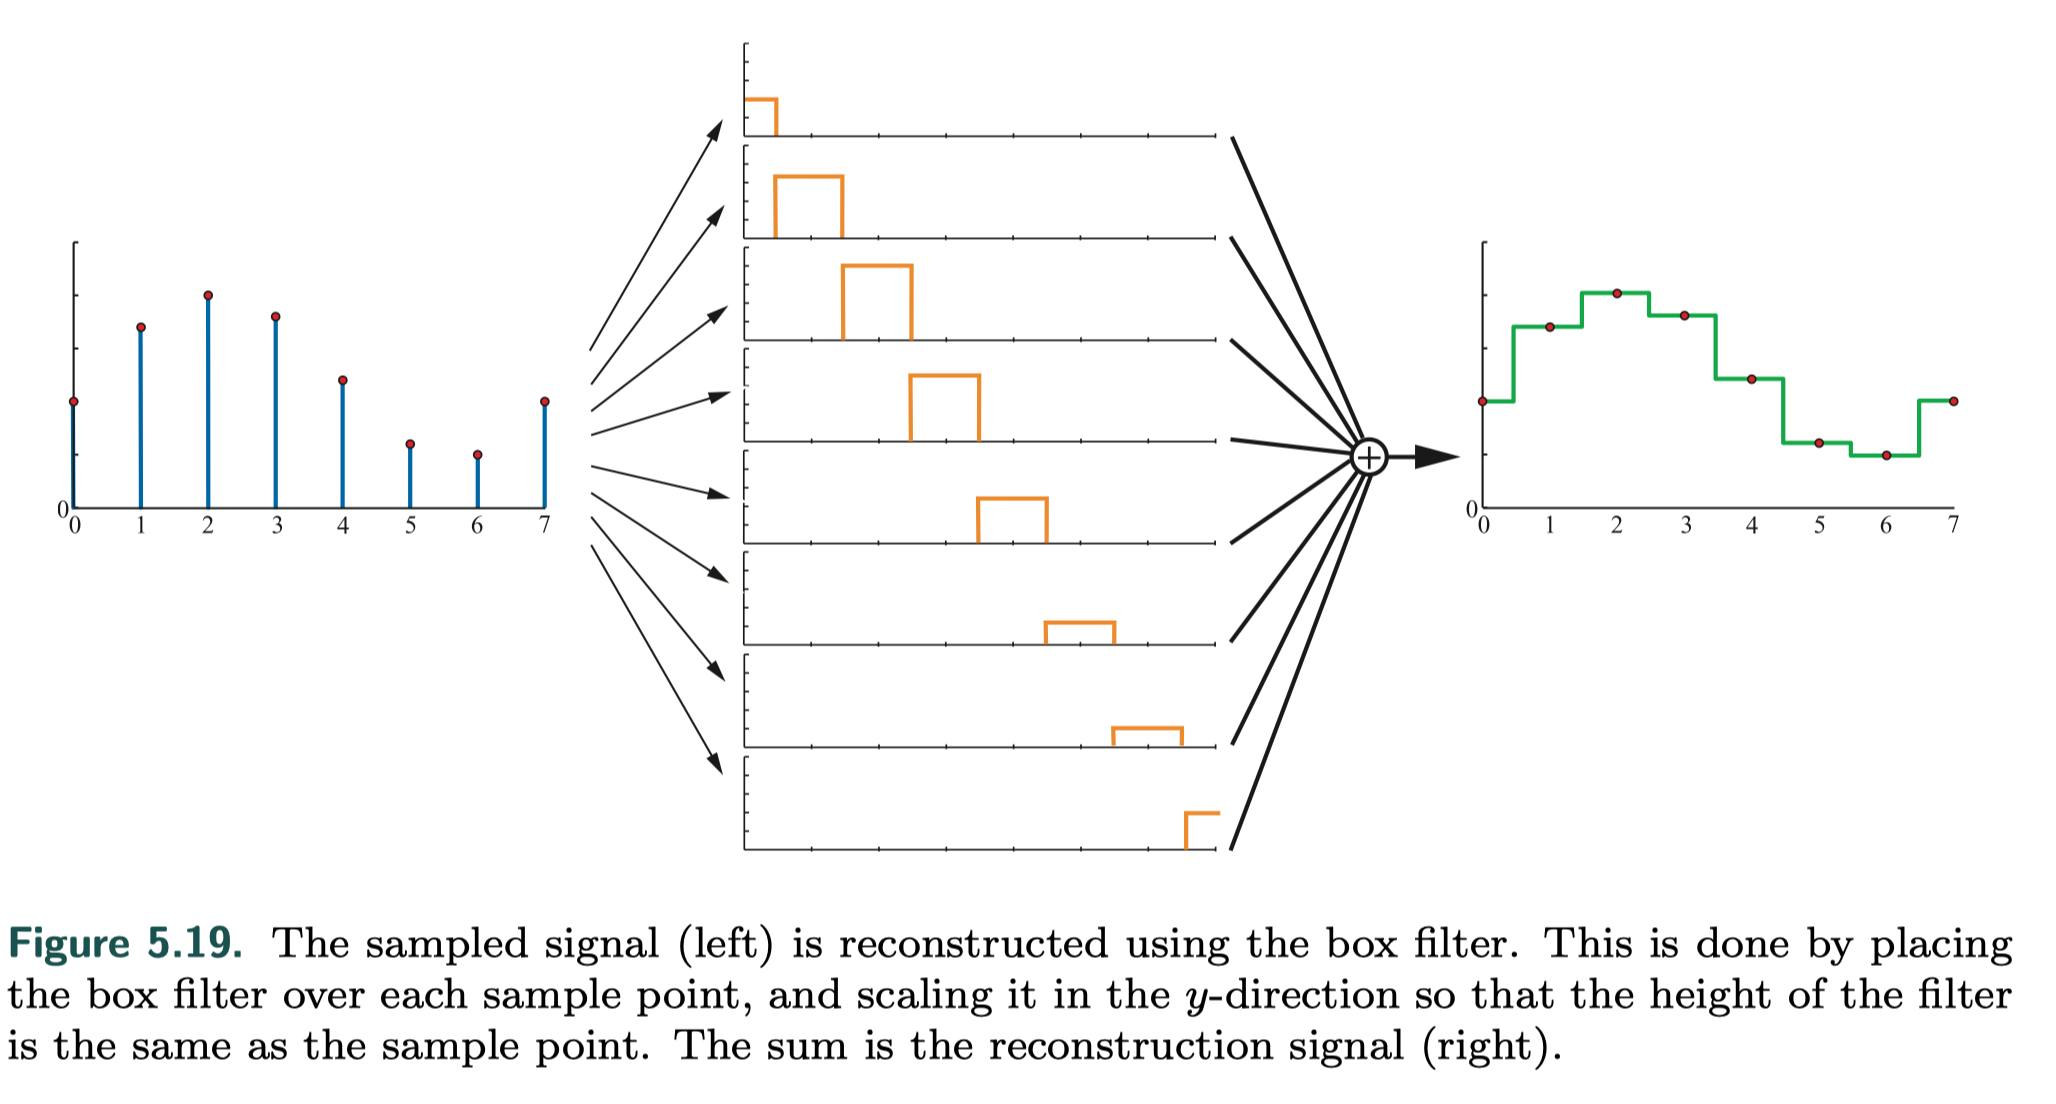 0
0 1 2 3 4 5 6 7
+
0
0 1 2 3 4 5 6 7
Figure 5.19. The sampled signal (left) is reconstructed using the box filter. This is done by placing
the box filter over each sample point, and scaling it in the y-direction so that the height of the filter
is the same as the sample point. The sum is the reconstruction signal (right).